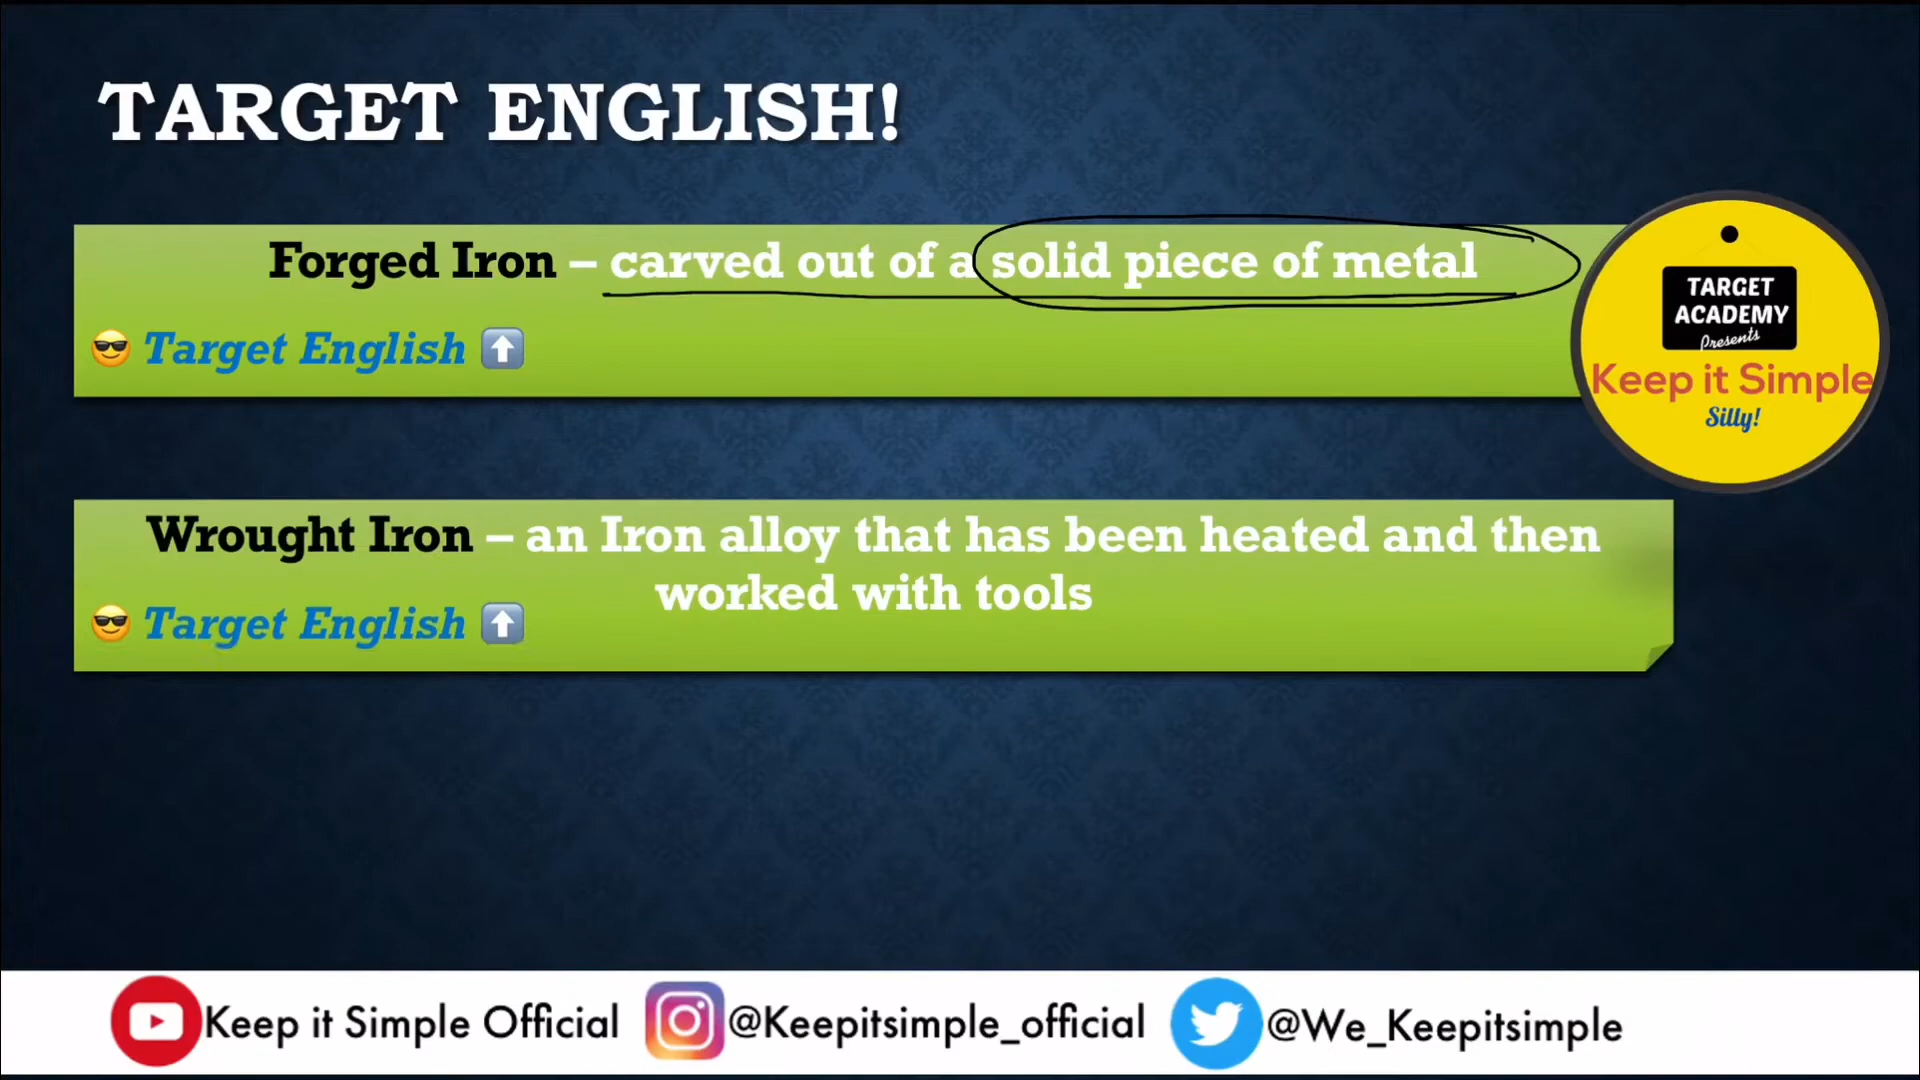 TARGET ENGLISH!
Forged Iron – carved out of a solid piece of metal
😎 Target English ⬆️
TARGET
ACADEMY
Presents
Keep it Simple
Silly!
Wrought Iron – an Iron alloy that has been heated and then
worked with tools
😎 Target English ⬆️
Keep it Simple Official @Keepitsimple_official @We_Keepitsimple